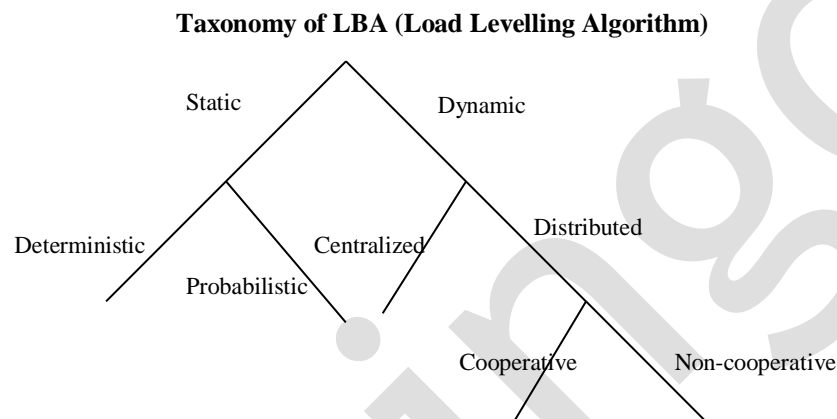 Taxonomy of LBA (Load Levelling Algorithm)
Static
Dynamic
Deterministic
Probabilistic
Centralized
Distributed
Cooperative
Non-cooperative